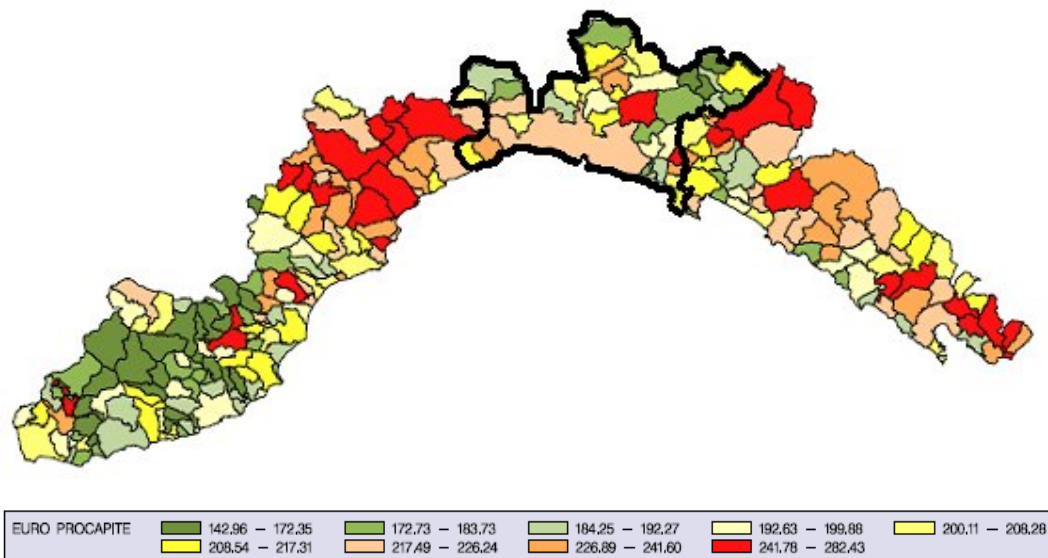 EURO PROCAPITE 142,96 – 172,35 172,73 – 183,73 184,25 – 192,27 192,63 – 199,88 200,11 – 208,28
208,54 – 217,31 217,49 – 226,24 226,89 – 241,60 241,78 – 282,43